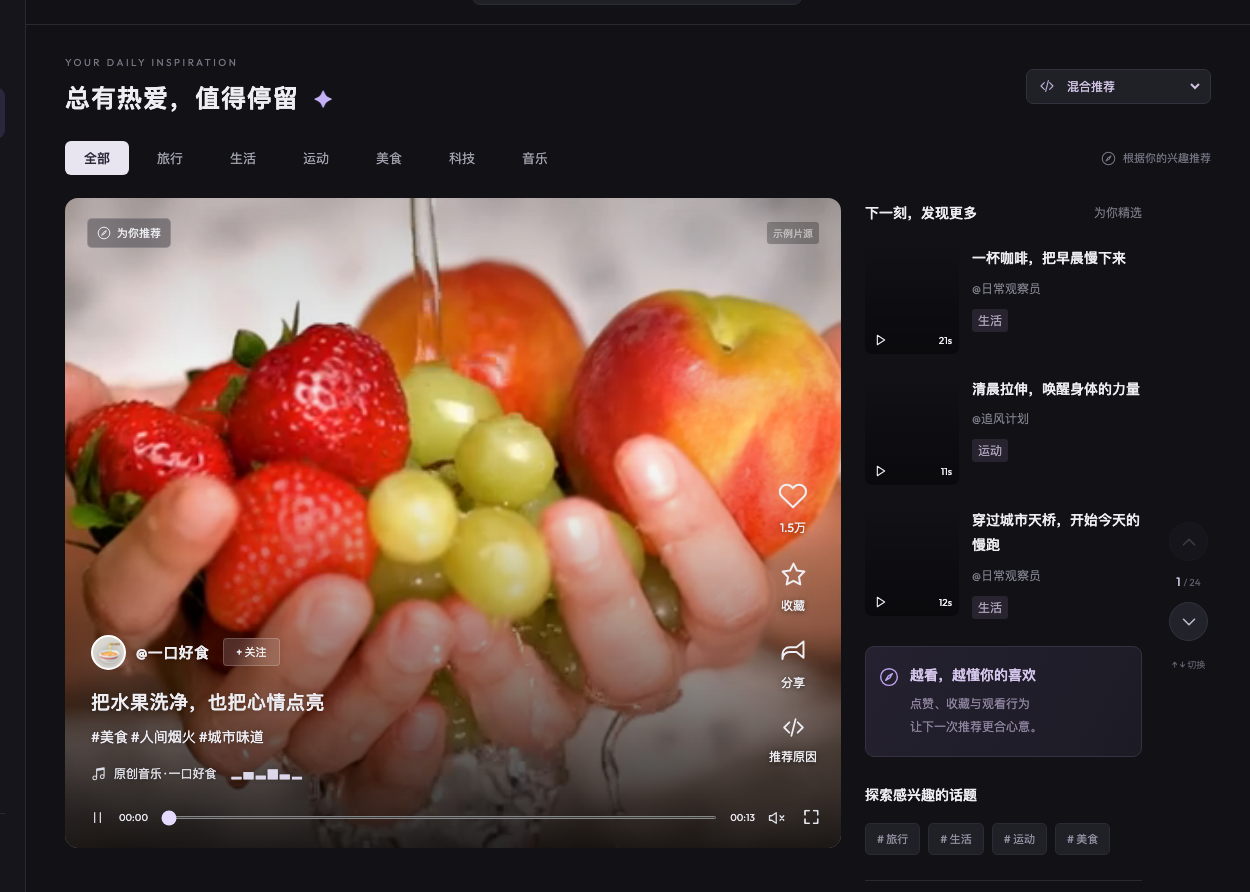 YOUR DAILY INSPIRATION
总有热爱，值得停留
混合推荐
全部
旅行
生活
运动
美食
科技
音乐
根据你的兴趣推荐
为你推荐
示例片源
1.5万
收藏
分享
推荐原因
@一口好食
+ 关注
把水果洗净，也把心情点亮
#美食 #人间烟火 #城市味道
原创音乐 · 一口好食
00:00
00:13
下一刻，发现更多
为你精选
一杯咖啡，把早晨慢下来
@日常观察员
生活
21s
清晨拉伸，唤醒身体的力量
@追风计划
运动
11s
穿过城市天桥，开始今天的
慢跑
@日常观察员
生活
12s
1 / 24
↑↓切换
越看，越懂你的喜欢
点赞、收藏与观看行为
让下一次推荐更合心意。
探索感兴趣的话题
# 旅行
# 生活
# 运动
# 美食